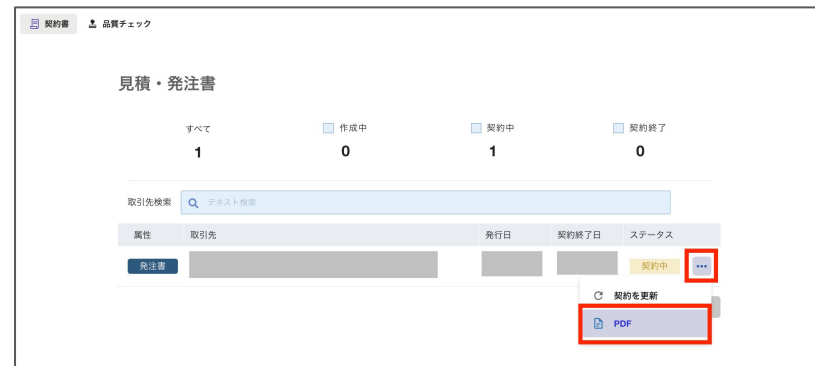 契約書 品質チェック
見積・発注書
すべて 作成中 契約中 契約終了
1 0 1 0
取引先検索 テキスト検索
属性 取引先 発行日 契約終了日 ステータス
発注書 契約中 ...
契約を更新
PDF